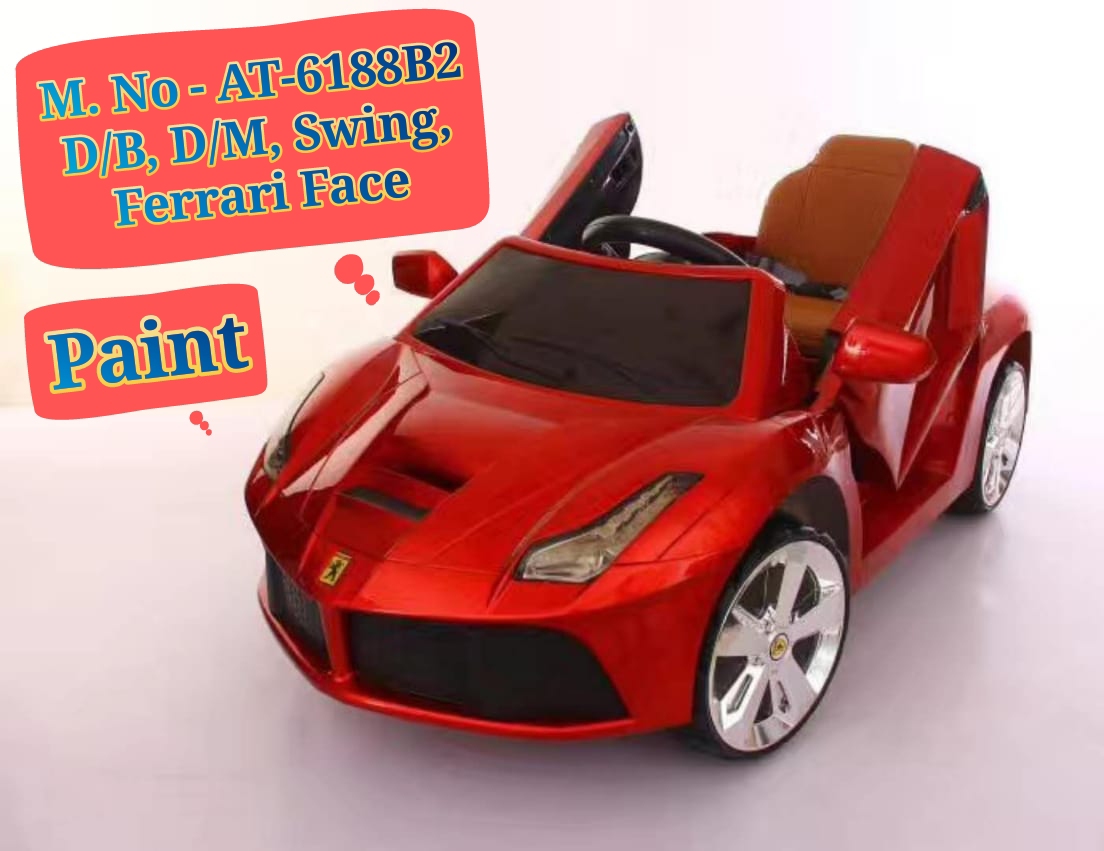 M. No - AT-6188B2
D/B, D/M, Swing,
Ferrari Face
Paint